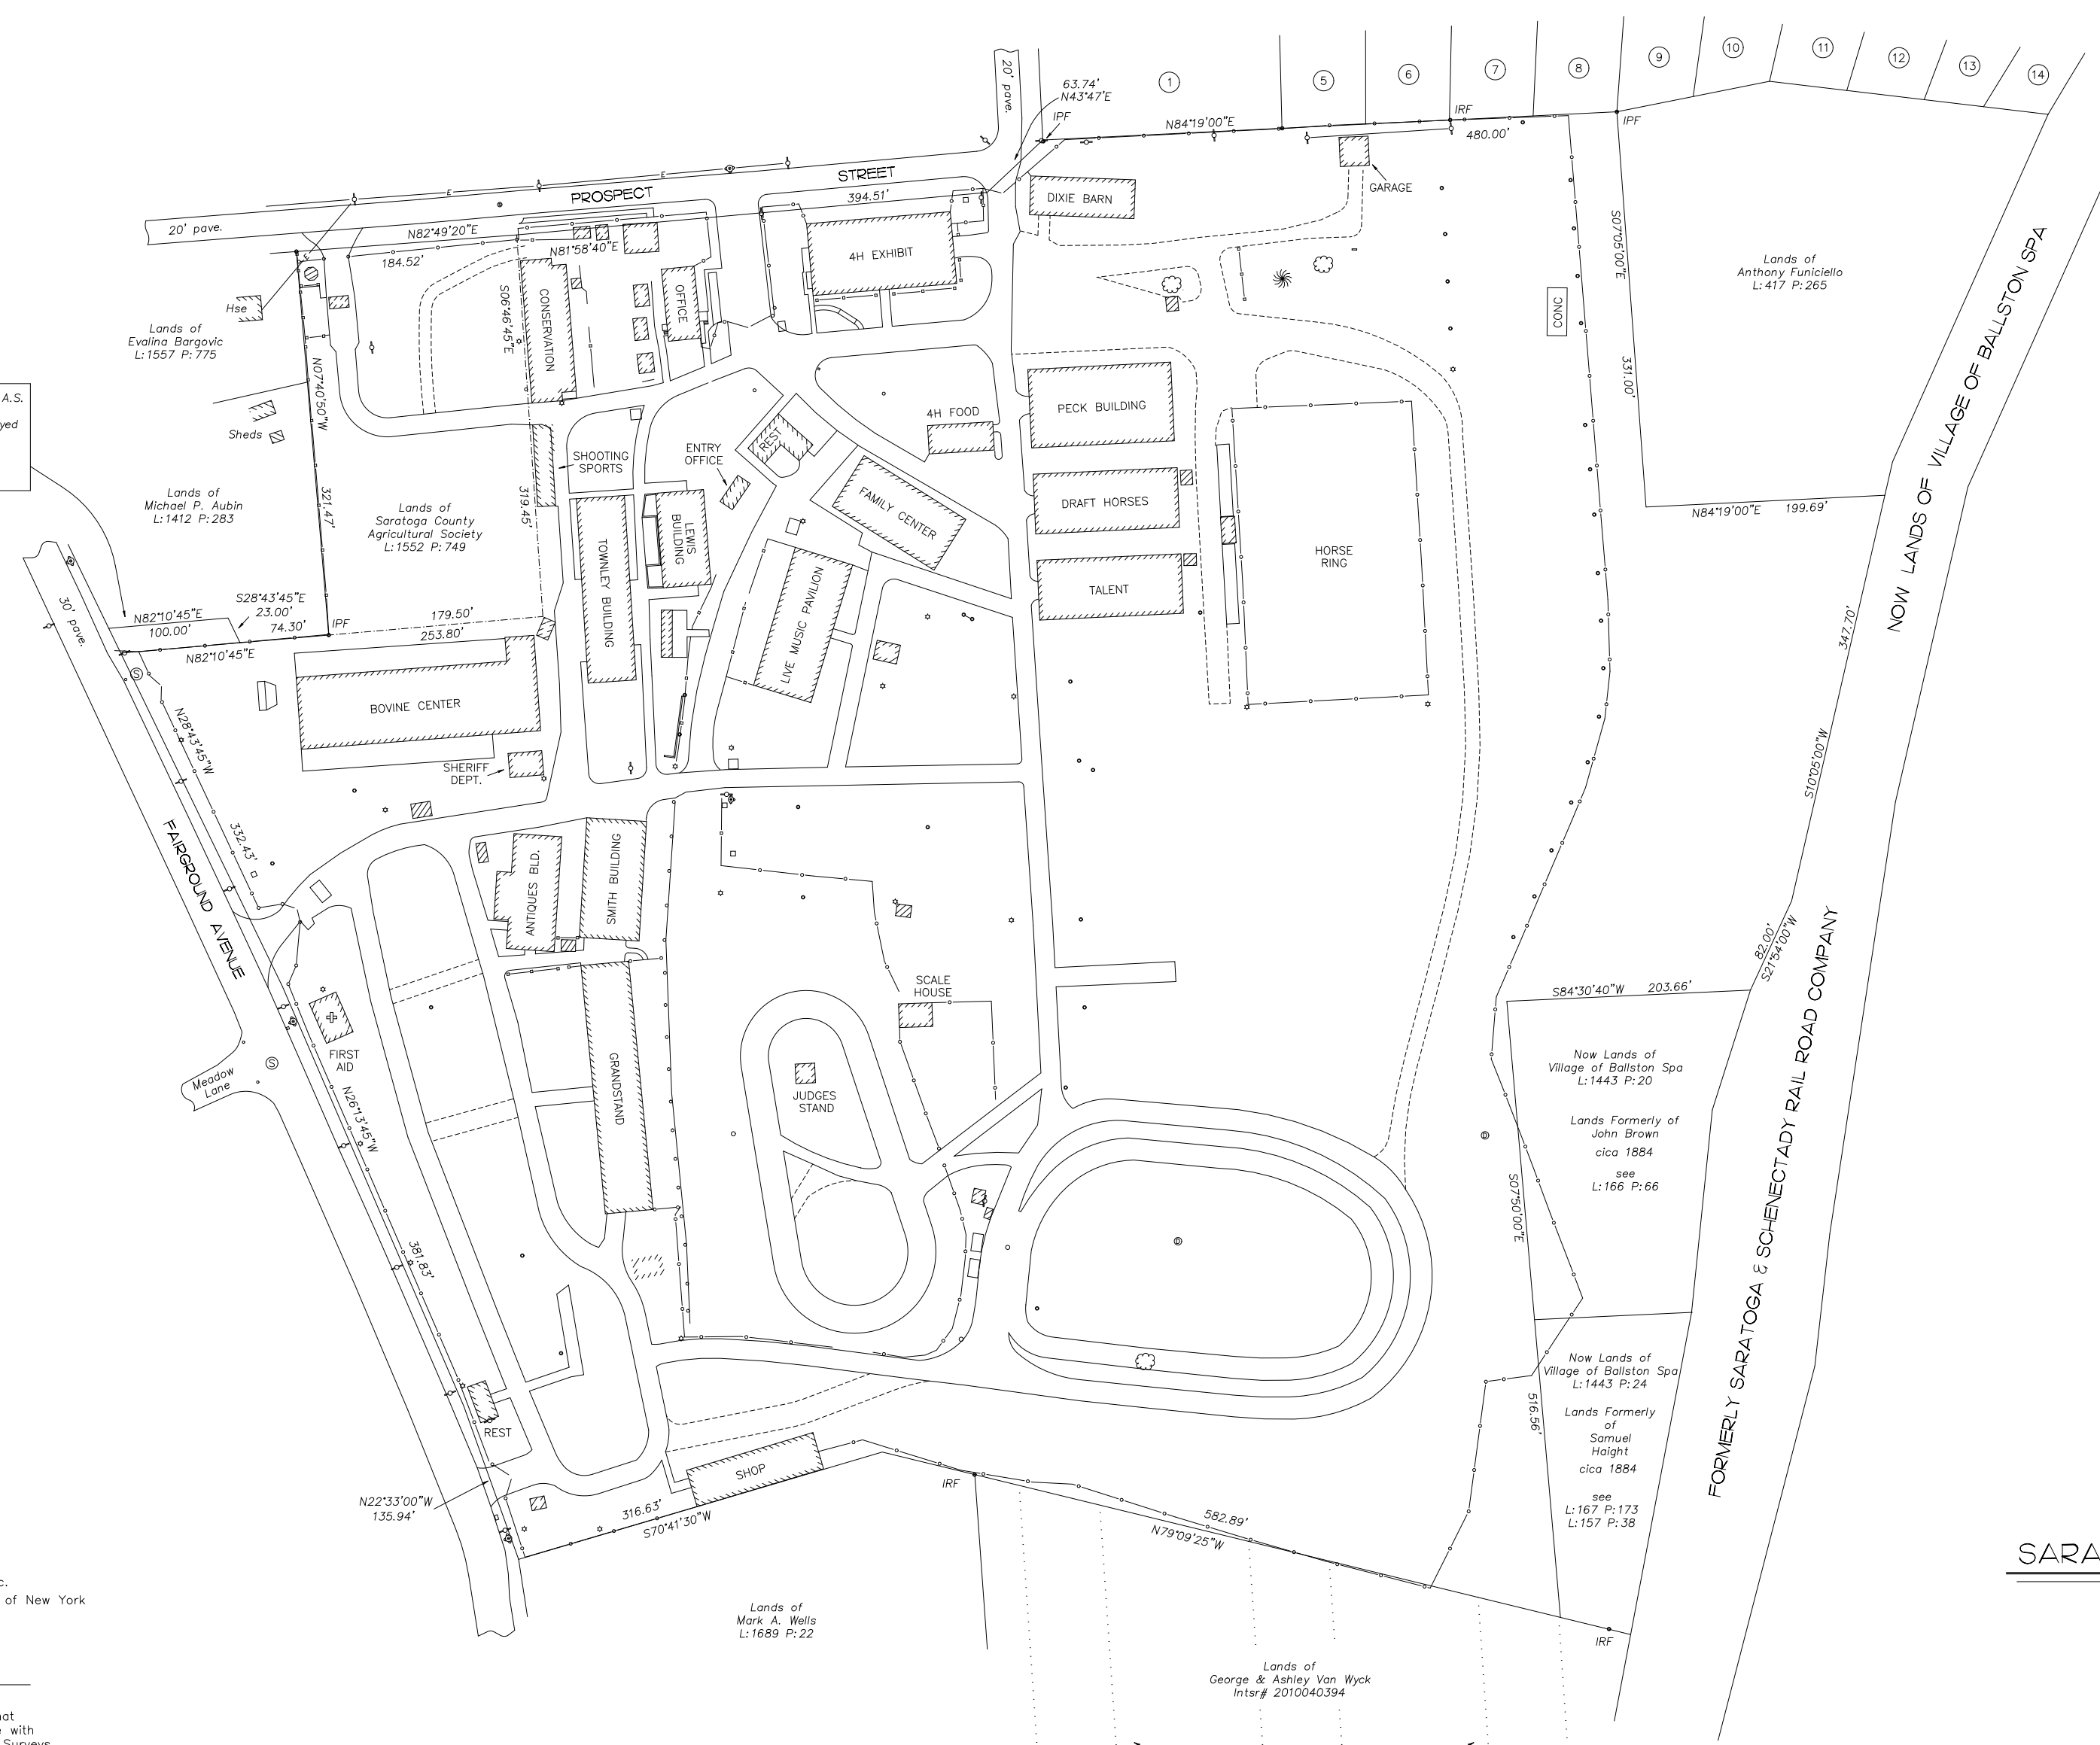 20' pave.
63.74'
N43°47'E
IPF
N84°19'00"E
1
5
6
7
8
9
10
11
12
13
14
IRF
480.00'
IPF
PROSPECT
STREET
394.51'
20' pave.
N82°49'20"E
184.52'
N81°58'40"E
E
E
E
DIXIE BARN
GARAGE
4H EXHIBIT
OFFICE
CONSERVATION
S06°46'45"E
319.45'
Hse
Lands of
Evalina Bargovic
L:1557 P:775
N07°40'50"W
321.47'
CONC
S07°05'00"E
331.00'
Lands of
Anthony Funiciello
L:417 P:265
NOW LANDS OF VILLAGE OF BALLSTON SPA
A.S.
yed
Sheds
Lands of
Michael P. Aubin
L:1412 P:283
Lands of
Saratoga County
Agricultural Society
L:1552 P:749
SHOOTING
SPORTS
ENTRY
OFFICE
REST
4H FOOD
PECK BUILDING
DRAFT HORSES
TALENT
HORSE
RING
FAMILY CENTER
LEWIS
BUILDING
TOWNLEY BUILDING
LIVE MUSIC PAVILION
N84°19'00"E 199.69'
30' pave.
N82°10'45"E
100.00'
S28°43'45"E
23.00'
74.30'
IPF
179.50'
253.80'
N82°10'45"E
S
BOVINE CENTER
SHERIFF
DEPT.
N28°43'45"W
332.43'
347.70'
S10°05'00"W
FAIRGROUND AVENUE
ANTIQUES BLD.
SMITH BUILDING
82.00'
S21°54'00"W
S84°30'40"W 203.66'
SCALE
HOUSE
FIRST
AID
S
Meadow
Lane
N26°13'45"W
381.83'
GRANDSTAND
JUDGES
STAND
D
D
Now Lands of
Village of Ballston Spa
L:1443 P:20
Lands Formerly of
John Brown
cica 1884
see
L:166 P:66
S07°50'00"E
516.56'
FORMERLY SARATOGA & SCHENECTADY RAIL ROAD COMPANY
Now Lands of
Village of Ballston Spa
L:1443 P:24
Lands Formerly
of
Samuel
Haight
cica 1884
see
L:167 P:173
L:157 P:38
REST
SHOP
N22°33'00"W
135.94'
316.63'
S70°41'30"W
IRF
582.89'
N79°09'25"W
IRF
SARA
c.
of New York
Lands of
Mark A. Wells
L:1689 P:22
Lands of
George & Ashley Van Wyck
Intsr# 2010040394
hat
e with
Surveys